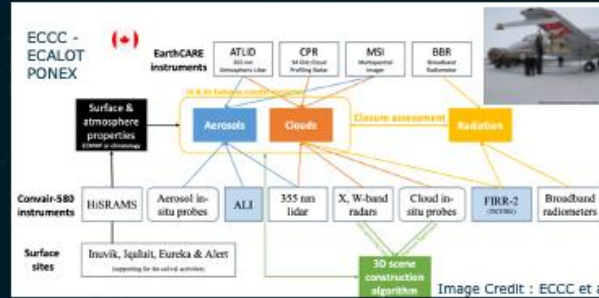 ECCC -
ECALOT
PONEX
EarthCARE
instruments
ATLID
355 nm
Atmospheric Lidar
CPR
94 GHz Cloud
Profiling Radar
MSI
Multispectral
Imager
BBR
Broadband
Radiometer
Surface &
atmosphere
properties
ECMWF or climatology
Aerosols
Clouds
Closure assessment
Radiation
Convair-580
instruments
HiSRAMS
Aerosol in-
situ probes
ALI
355 nm
lidar
X, W-band
radars
Cloud in-
situ probes
FIRR-2
Broadband
radiometers
Surface
sites
Inuvik, Iqaluit, Eureka & Alert
3D scene
construction
algorithm
Image Credit : ECCC et a